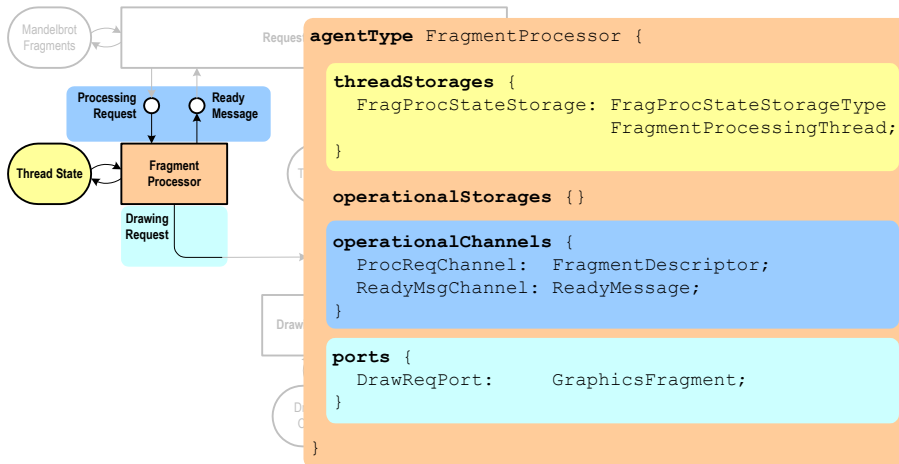 Mandelbrot
Fragments
Request
Processing
Request
Ready
Message
Thread State
Fragment
Processor
Drawing
Request
agentType FragmentProcessor {
threadStorages {
FragProcStateStorage: FragProcStateStorageType
FragmentProcessingThread;
}
operationalStorages {}
operationalChannels {
ProcReqChannel: FragmentDescriptor;
ReadyMsgChannel: ReadyMessage;
}
ports {
DrawReqPort: GraphicsFragment;
}
}